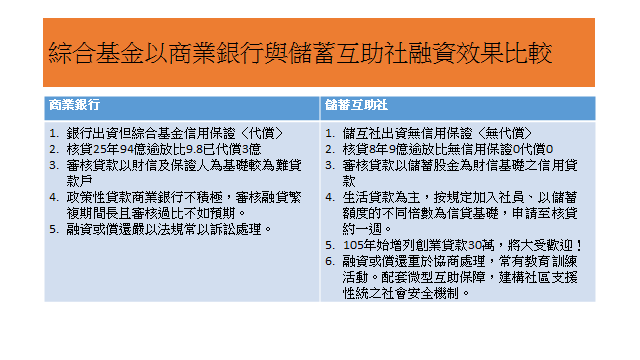 綜合基金以商業銀行與儲蓄互助社融資效果比較
商業銀行
1. 銀行出資但綜合基金信用保證〈代償〉
2. 核貸25年94億逾放比9.8已代償3億
3. 審核貸款以財信及保證人為基礎較為難貸
款戶
4. 政策性貸款商業銀行不積極，審核融貸繁
複期間長且審核過比不如預期。
5. 融資或償還嚴以法規常以訴訟處理。
儲蓄互助社
1. 儲互社出資無信用保證〈無代償〉
2. 核貸8年9億逾放比無信用保證0代償0
3. 審核貸款以儲蓄股金為財信基礎之信用貸
款
4. 生活貸款為主，按規定加入社員、以儲蓄
額度的不同倍數為信貸基礎，申請至核貸
約一週。
5. 105年始增列創業貸款30萬，將大受歡迎！
6. 融資或償還重於協商處理，常有教育訓練
活動。配套微型互助保障，建構社區支援
性統之社會安全機制。